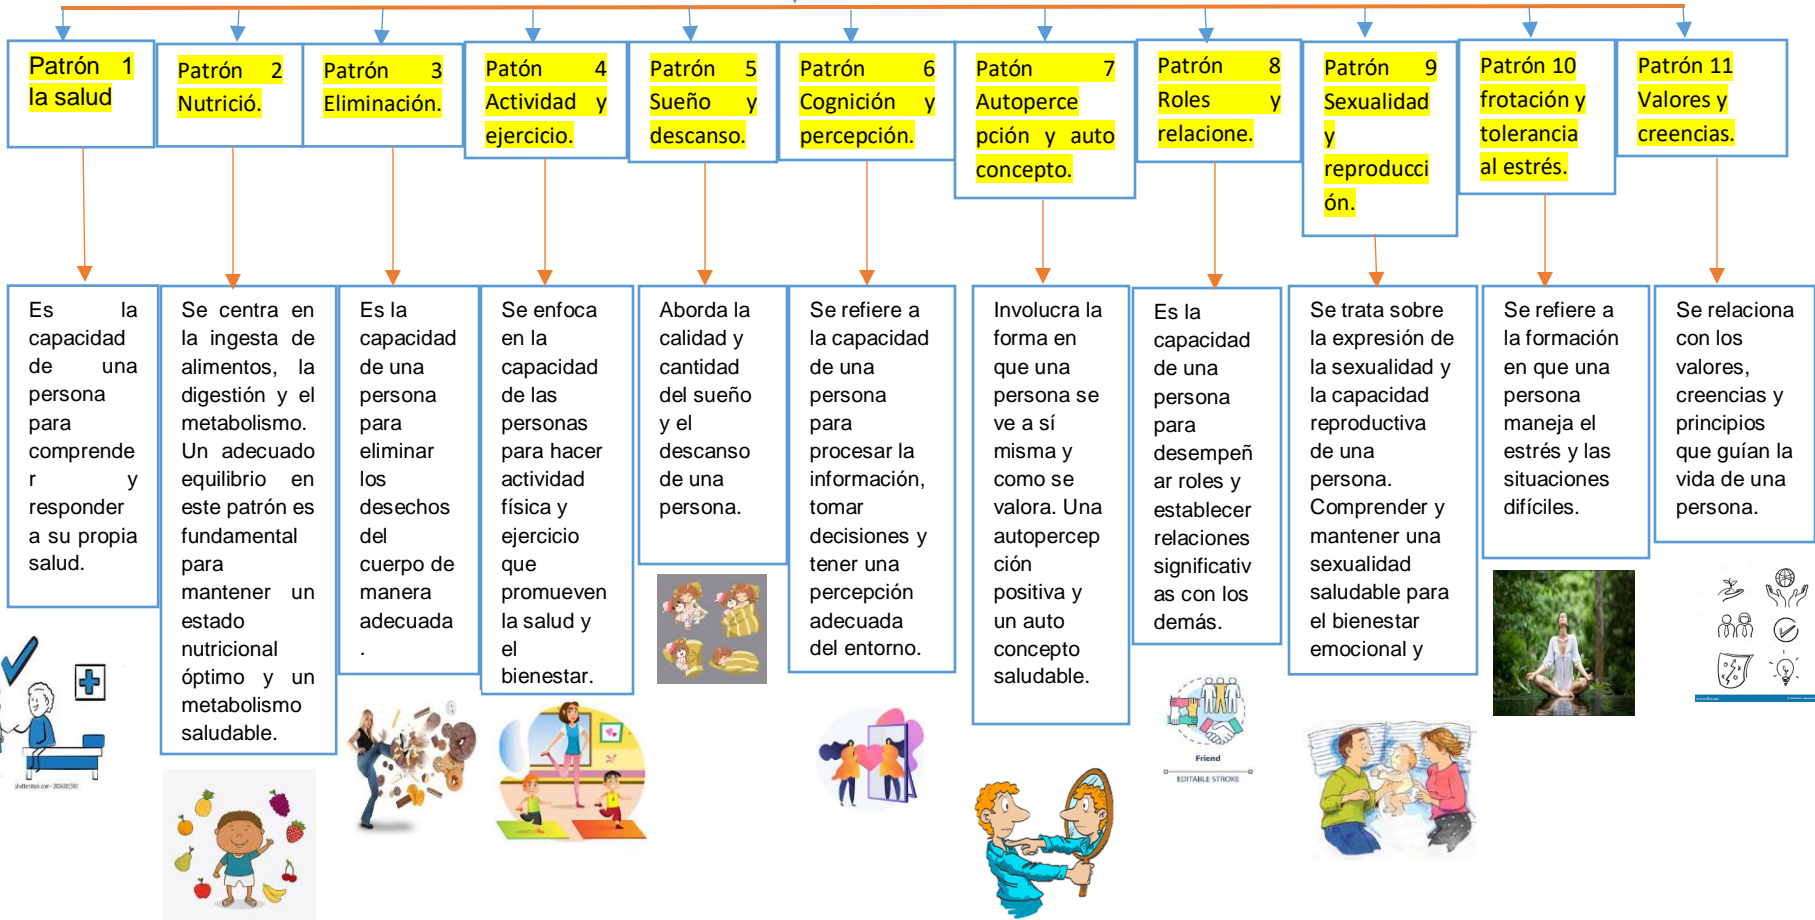 Patrón 1
la salud
Patrón 2
Nutrició.
Patrón 3
Eliminación.
Patón 4
Actividad y
ejercicio.
Patrón 5
Sueño y
descanso.
Patrón 6
Cognición y
percepción.
Patón 7
Autoperce
pción y auto
concepto.
Patrón 8
Roles y
relacione.
Patrón 9
Sexualidad
y
reproducci
ón.
Patrón 10
frotación y
tolerancia
al estrés.
Patrón 11
Valores y
creencias.
Es la
capacidad
de una
persona
para
comprende
r y
responder
a su propia
salud.
Se centra en
la ingesta de
alimentos, la
digestión y el
metabolismo.
Un adecuado
equilibrio en
este patrón es
fundamental
para
mantener un
estado
nutricional
óptimo y un
metabolismo
saludable.
Es la
capacidad
de una
persona
para
eliminar
los
desechos
del
cuerpo de
manera
adecuada
.
Se enfoca
en la
capacidad
de las
personas
para hacer
actividad
física y
ejercicio
que
promueven
la salud y
el
bienestar.
Aborda la
calidad y
cantidad
del sueño
y el
descanso
de una
persona.
Se refiere a
la capacidad
de una
persona
para
procesar la
información,
tomar
decisiones y
tener una
percepción
adecuada
del entorno.
Involucra la
forma en
que una
persona se
ve a sí
misma y
como se
valora. Una
autopercep
ción
positiva y
un auto
concepto
saludable.
Es la
capacidad
de una
persona
para
desempeñ
ar roles y
establecer
relaciones
significativ
as con los
demás.
Se trata sobre
la expresión de
la sexualidad y
la capacidad
reproductiva
de una
persona.
Comprender y
mantener una
sexualidad
saludable para
el bienestar
emocional y
Se refiere a
la formación
en que una
persona
maneja el
estrés y las
situaciones
difíciles.
Se relaciona
con los
valores,
creencias y
principios
que guían la
vida de una
persona.
Friend
EDITABLE STROKE